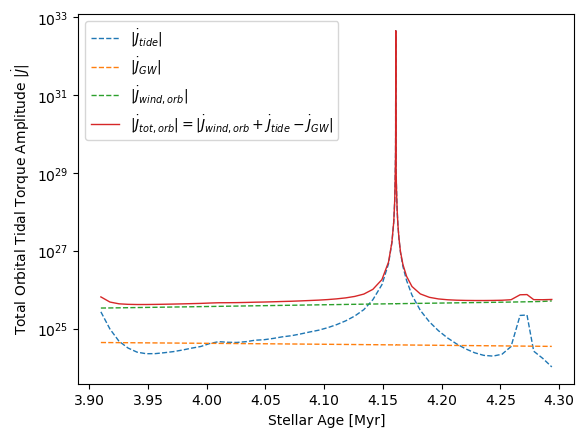 10^33
10^31
10^29
10^27
10^25
Total Orbital Tidal Torque Amplitude |J̇|
|J̇_tide|
|J̇_GW|
|J̇_wind,orb|
|J̇_tot,orb| = |J̇_wind,orb + J̇_tide − J̇_GW|
3.90 3.95 4.00 4.05 4.10 4.15 4.20 4.25 4.30
Stellar Age [Myr]